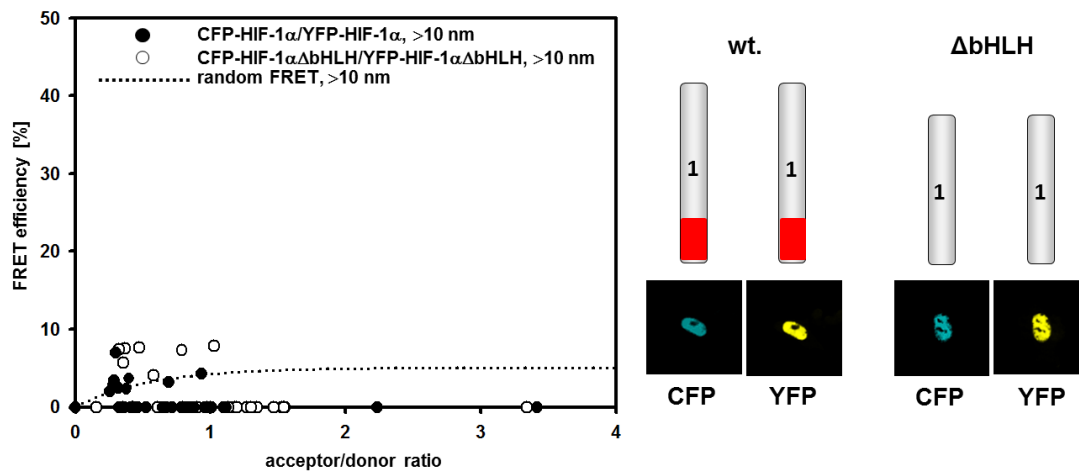 50
40
30
20
10
0
FRET efficiency [%]
CFP-HIF-1α/YFP-HIF-1α, >10 nm
CFP-HIF-1αΔbHLH/YFP-HIF-1αΔbHLH, >10 nm
random FRET, >10 nm
0 1 2 3 4
acceptor/donor ratio
wt. ΔbHLH
1 1 1 1
CFP YFP CFP YFP